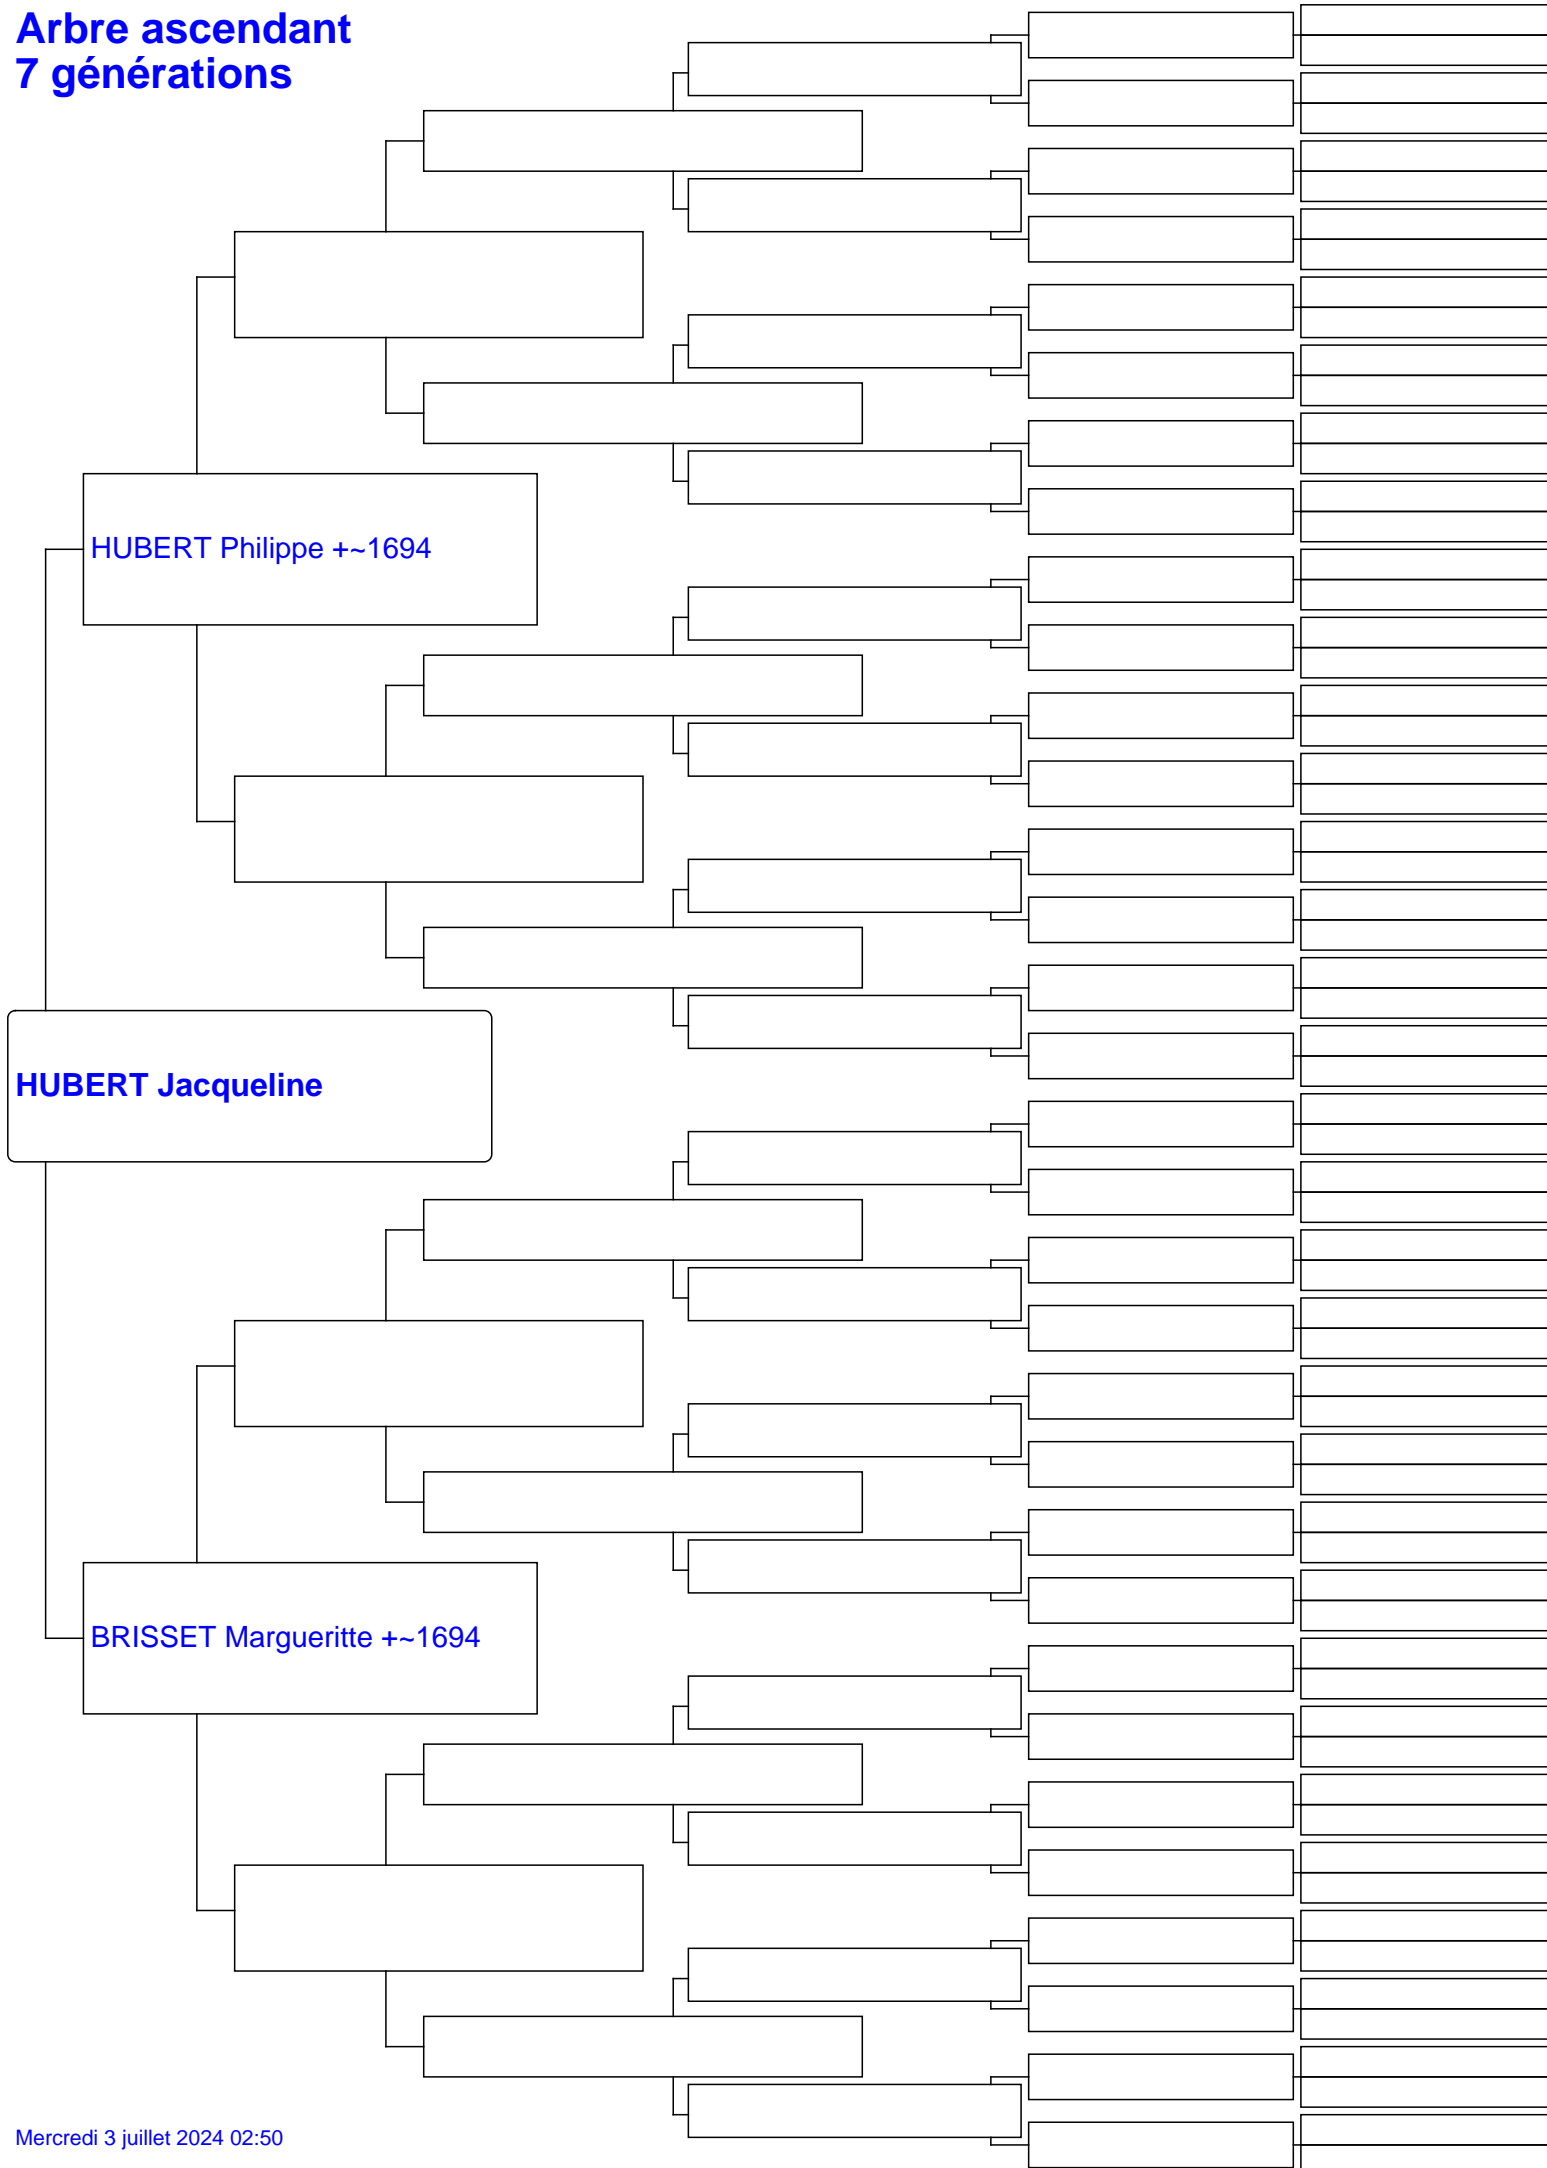 Arbre ascendant
7 générations
HUBERT Philippe +~1694
HUBERT Jacqueline
BRISSET Margueritte +~1694
Mercredi 3 juillet 2024 02:50